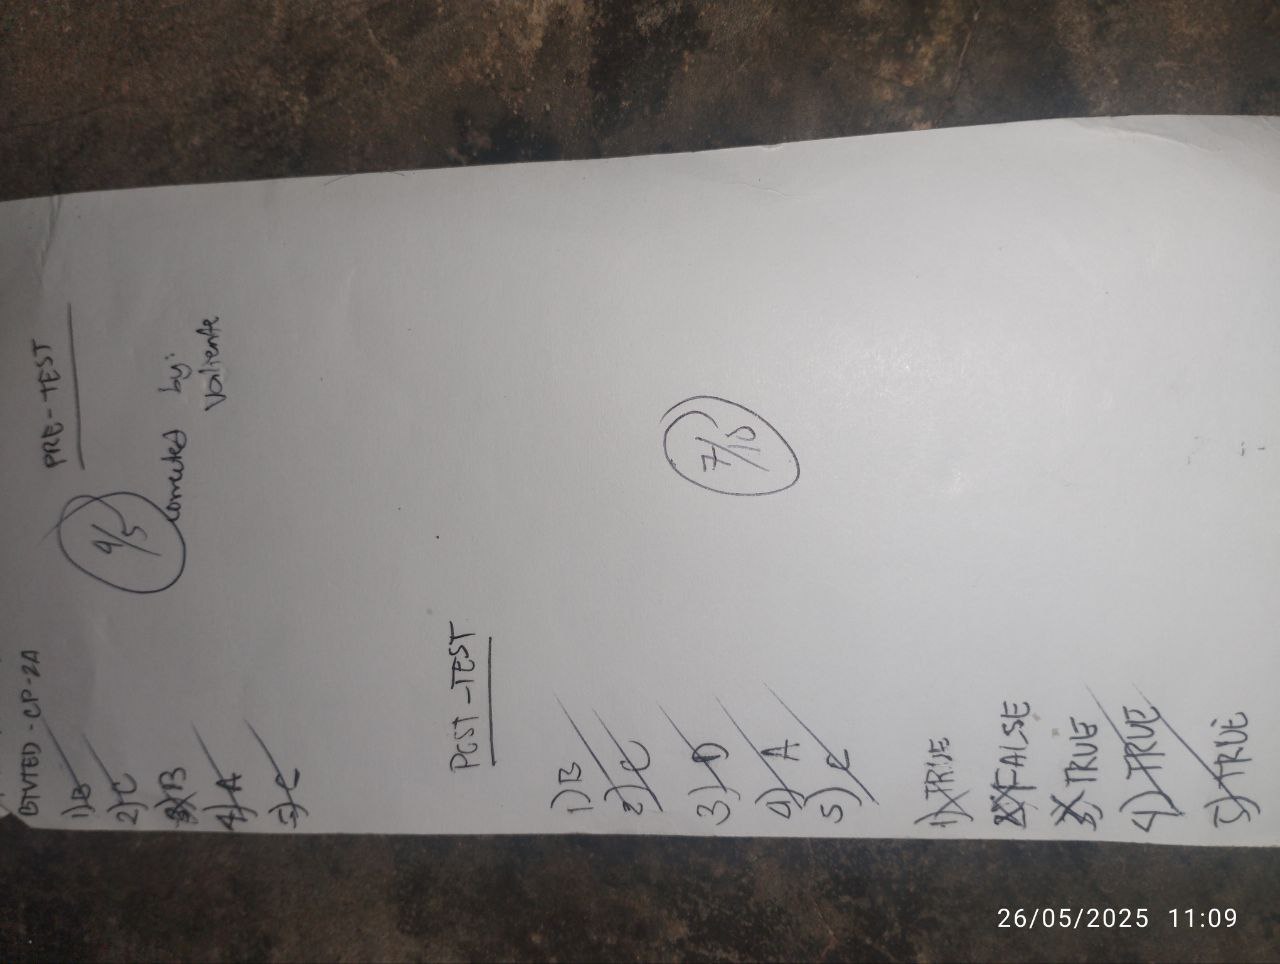 BTVTED - CP - 2A
PRE-TEST
1) B
2) C
3) B
4) A
5) C
4/5
corrected by:
Valiente
POST-TEST
1) B
2) C
3) D
4) A
5) C
7/10
1) TRUE
2) FALSE
3) TRUE
4) TRUE
5) TRUE
26/05/2025 11:09